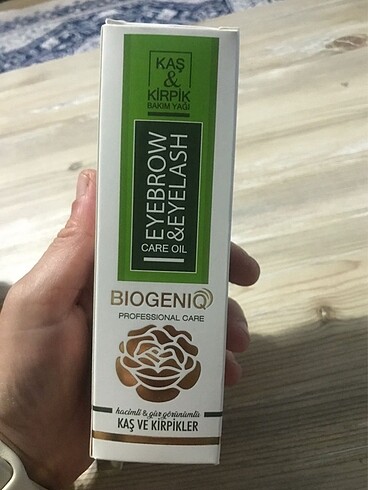 KAŞ
&
KİRPİK
BAKIM YAĞI
EYEBROW
&EYELASH
CARE OIL
BIOGENIQ
PROFESSIONAL CARE
hacimli & gür görünümlü
KAŞ VE KİRPİKLER